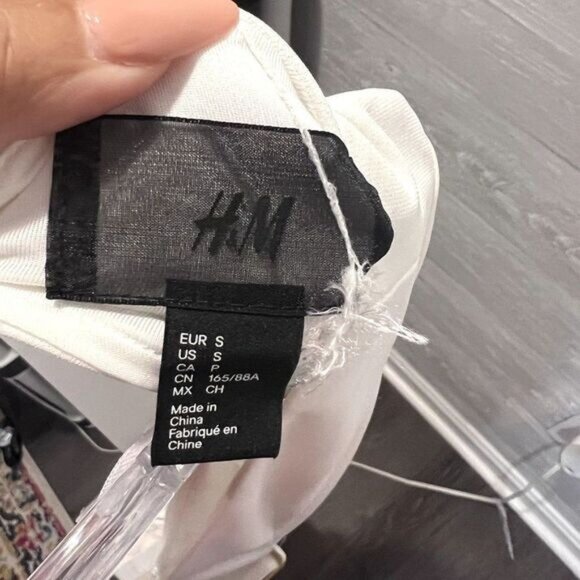 H&M
EUR S
US S
CA P
CN 165/88A
MX CH
Made in
China
Fabriqué en
Chine